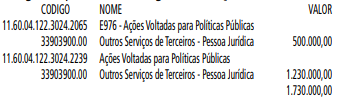 CODIGO NOME VALOR
11.60.04.122.3024.2065 E976 - Ações Voltadas para Políticas Públicas
33903900.00 Outros Serviços de Terceiros - Pessoa Jurídica 500.000,00
11.60.04.122.3024.2239 Ações Voltadas para Políticas Públicas
33903900.00 Outros Serviços de Terceiros - Pessoa Jurídica 1.230.000,00
1.730.000,00